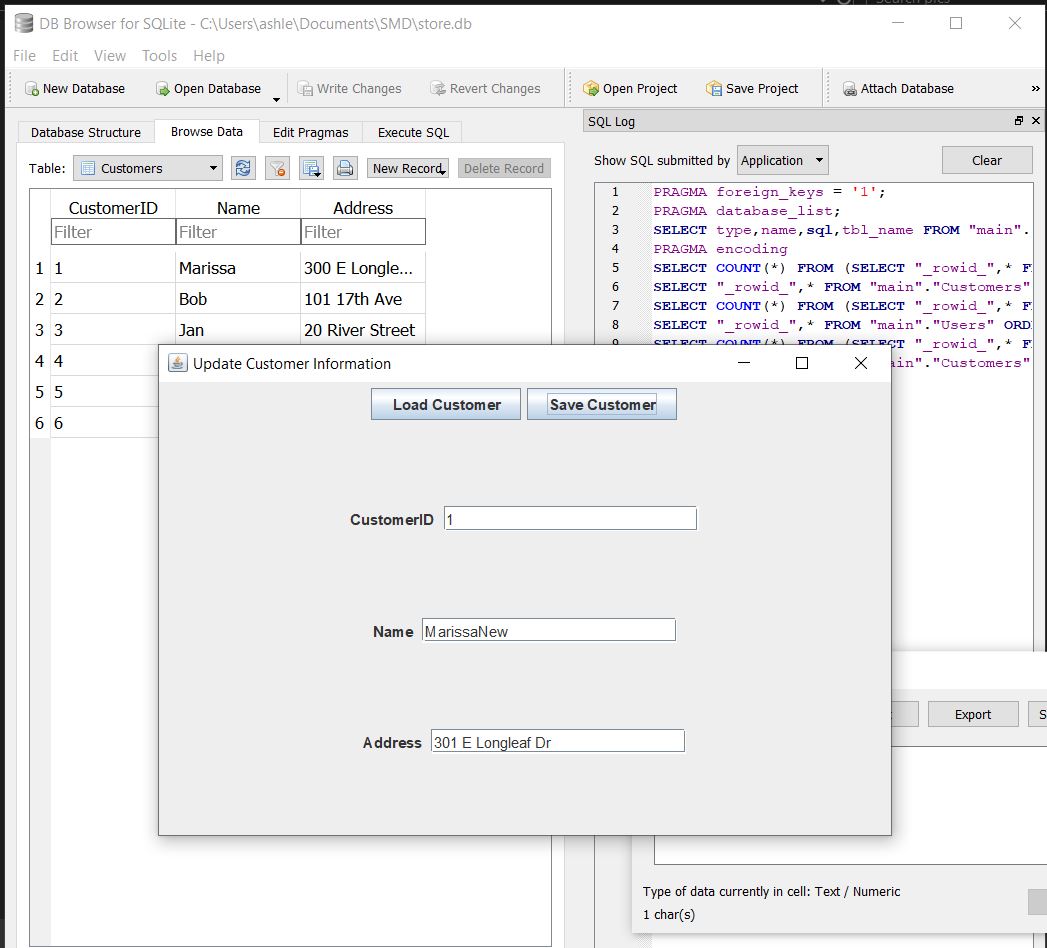 Search pics
DB Browser for SQLite - C:\Users\ashle\Documents\SMD\store.db
File Edit View Tools Help
New Database Open Database Write Changes Revert Changes Open Project Save Project Attach Database »
Database Structure Browse Data Edit Pragmas Execute SQL
SQL Log
Table: Customers New Record Delete Record
Show SQL submitted by Application Clear
CustomerID Name Address
Filter Filter Filter
1 1 Marissa 300 E Longle...
2 2 Bob 101 17th Ave
3 3 Jan 20 River Street
4 4
5 5
6 6
1 PRAGMA foreign_keys = '1';
2 PRAGMA database_list;
3 SELECT type,name,sql,tbl_name FROM "main".
4 PRAGMA encoding
5 SELECT COUNT(*) FROM (SELECT "_rowid_",* F
6 SELECT "_rowid_",* FROM "main"."Customers"
7 SELECT COUNT(*) FROM (SELECT "_rowid_",* F
8 SELECT "_rowid_",* FROM "main"."Users" ORD
9 SELECT COUNT(*) FROM (SELECT "_rowid_",* F
ain"."Customers"
Update Customer Information
Load Customer Save Customer
CustomerID 1
Name MarissaNew
Address 301 E Longleaf Dr
Export S
Type of data currently in cell: Text / Numeric
1 char(s)